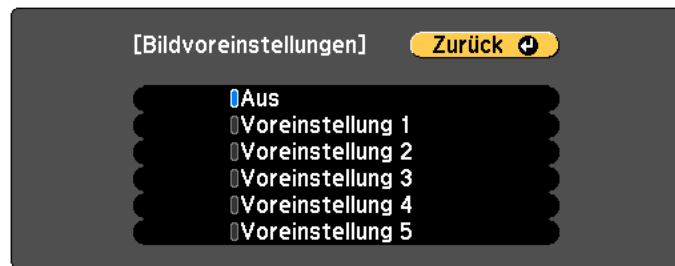 [Bildvoreinstellungen] Zurück
Aus
Voreinstellung 1
Voreinstellung 2
Voreinstellung 3
Voreinstellung 4
Voreinstellung 5